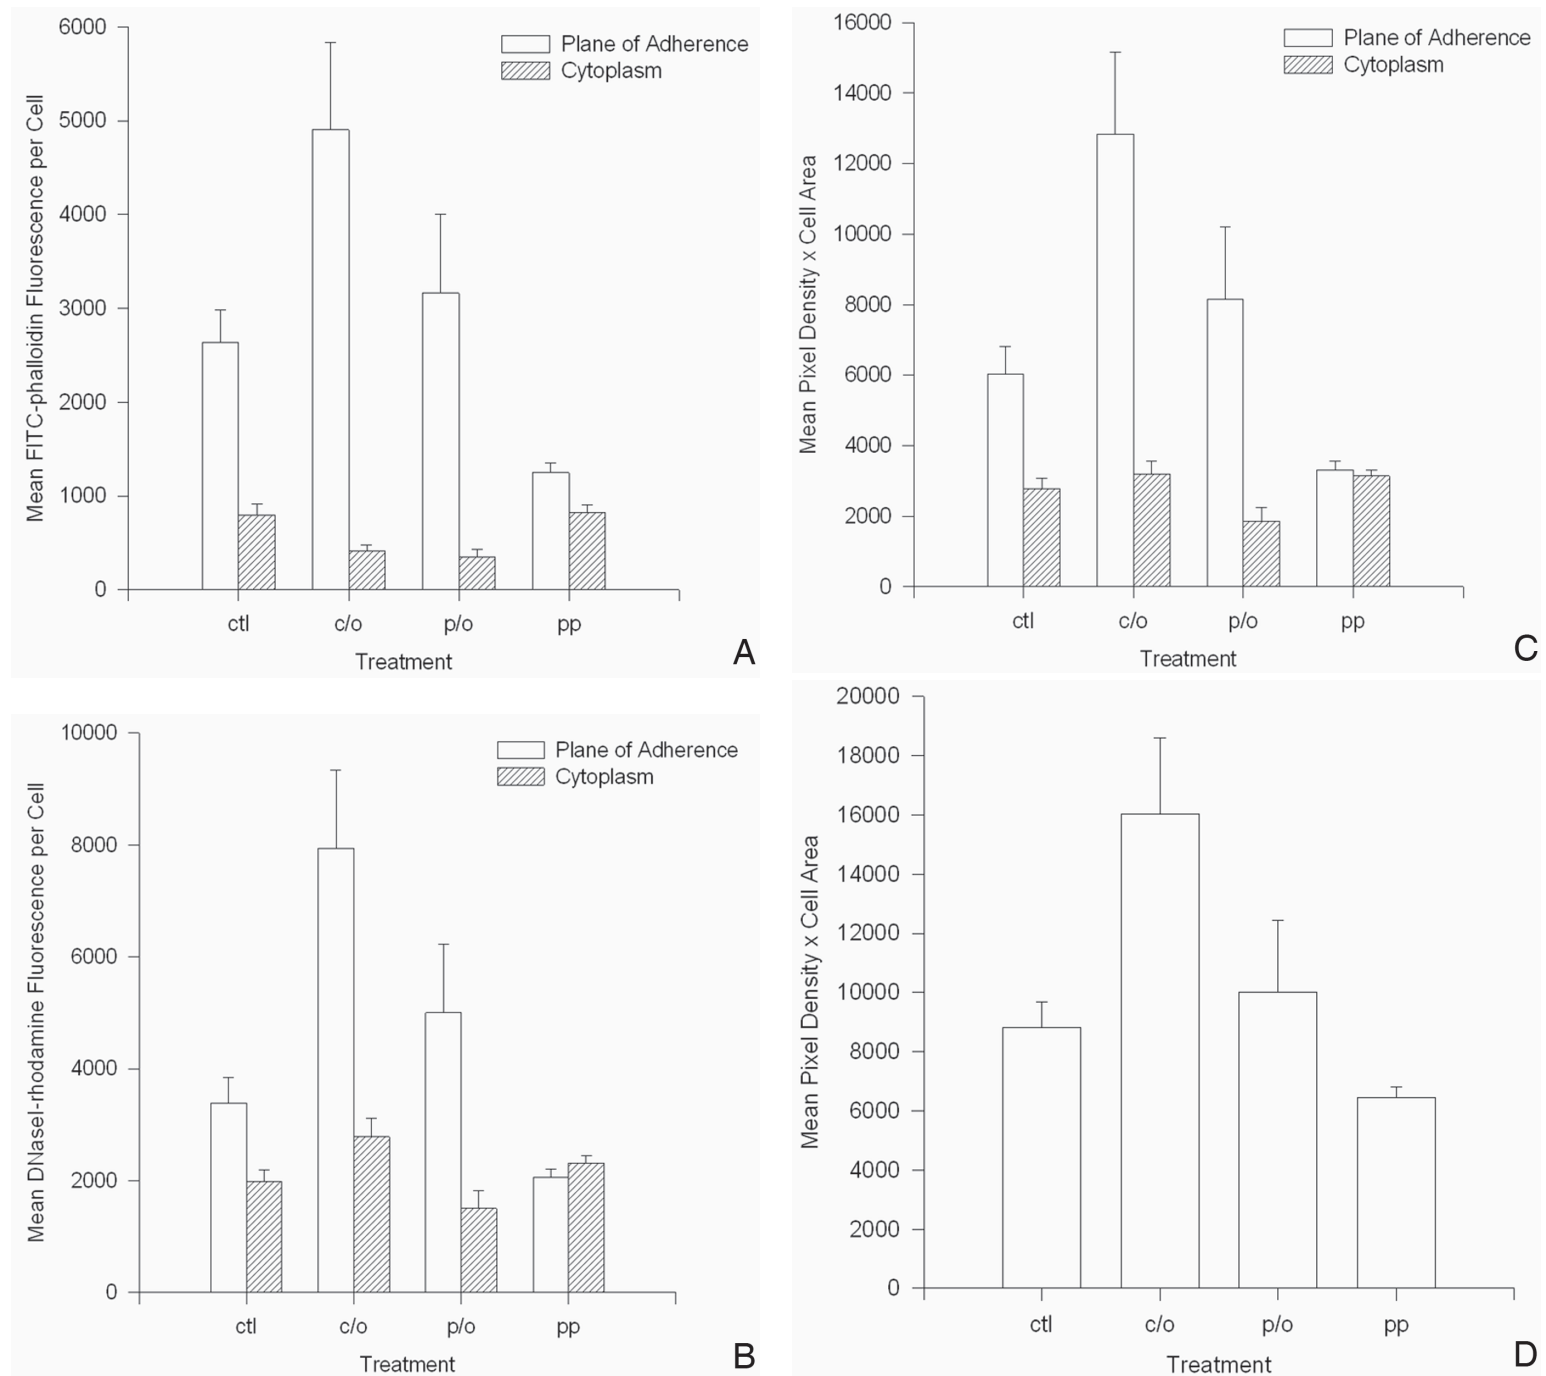 6000
5000
4000
3000
2000
1000
0
Mean FITC-phalloidin Fluorescence per Cell
Plane of Adherence
Cytoplasm
ctl
c/o
p/o
pp
Treatment
A
16000
14000
12000
10000
8000
6000
4000
2000
0
Mean Pixel Density x Cell Area
Plane of Adherence
Cytoplasm
ctl
c/o
p/o
pp
Treatment
C
10000
8000
6000
4000
2000
0
Mean DNaseI-rhodamine Fluorescence per Cell
Plane of Adherence
Cytoplasm
ctl
c/o
p/o
pp
Treatment
B
20000
18000
16000
14000
12000
10000
8000
6000
4000
2000
0
Mean Pixel Density x Cell Area
ctl
c/o
p/o
pp
Treatment
D